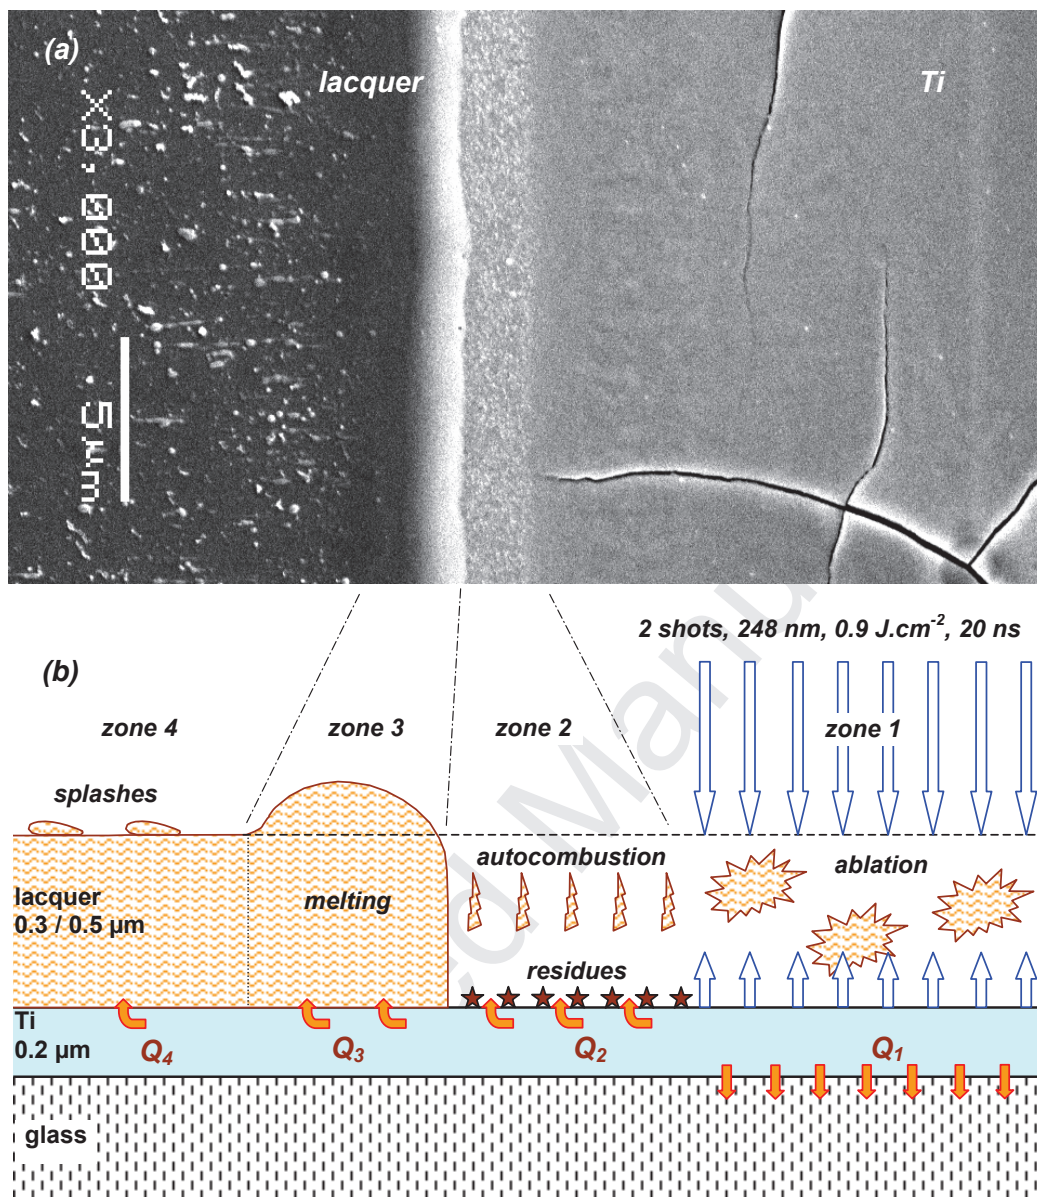 (a)
lacquer
Ti
×3,000
5µm
2 shots, 248 nm, 0.9 J.cm⁻², 20 ns
(b)
zone 4
zone 3
zone 2
zone 1
splashes
autocombustion
ablation
lacquer
0.3 / 0.5 µm
melting
residues
Ti
0.2 µm
Q₄
Q₃
Q₂
Q₁
glass